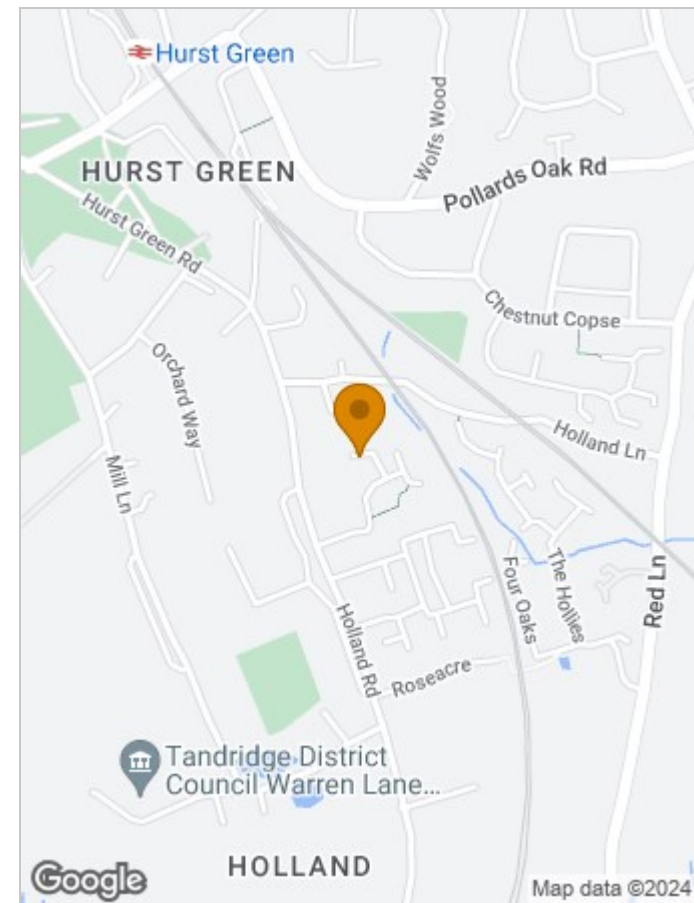 Hurst Green
Wolfs Wood
HURST GREEN
Pollards Oak Rd
Hurst Green Rd
Chestnut Copse
Orchard Way
Holland Ln
Mill Ln
The Hollies
Four Oaks
Red Ln
Holland Rd
Roseacre
Tandridge District
Council Warren Lane...
HOLLAND
Google
Map data ©2024